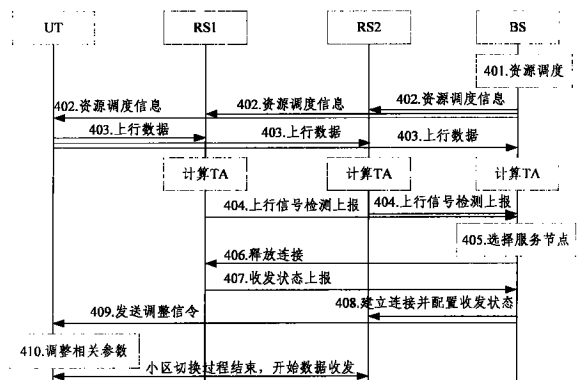 UT RS1 RS2 BS
401.资源调度
402.资源调度信息 402.资源调度信息 402.资源调度信息
403.上行数据 403.上行数据 403.上行数据
计算TA 计算TA 计算TA
404.上行信号检测上报 404.上行信号检测上报
405.选择服务节点
406.释放连接
407.收发状态上报
408.建立连接并配置收发状态
409.发送调整信令
410.调整相关参数
小区切换过程结束，开始数据收发